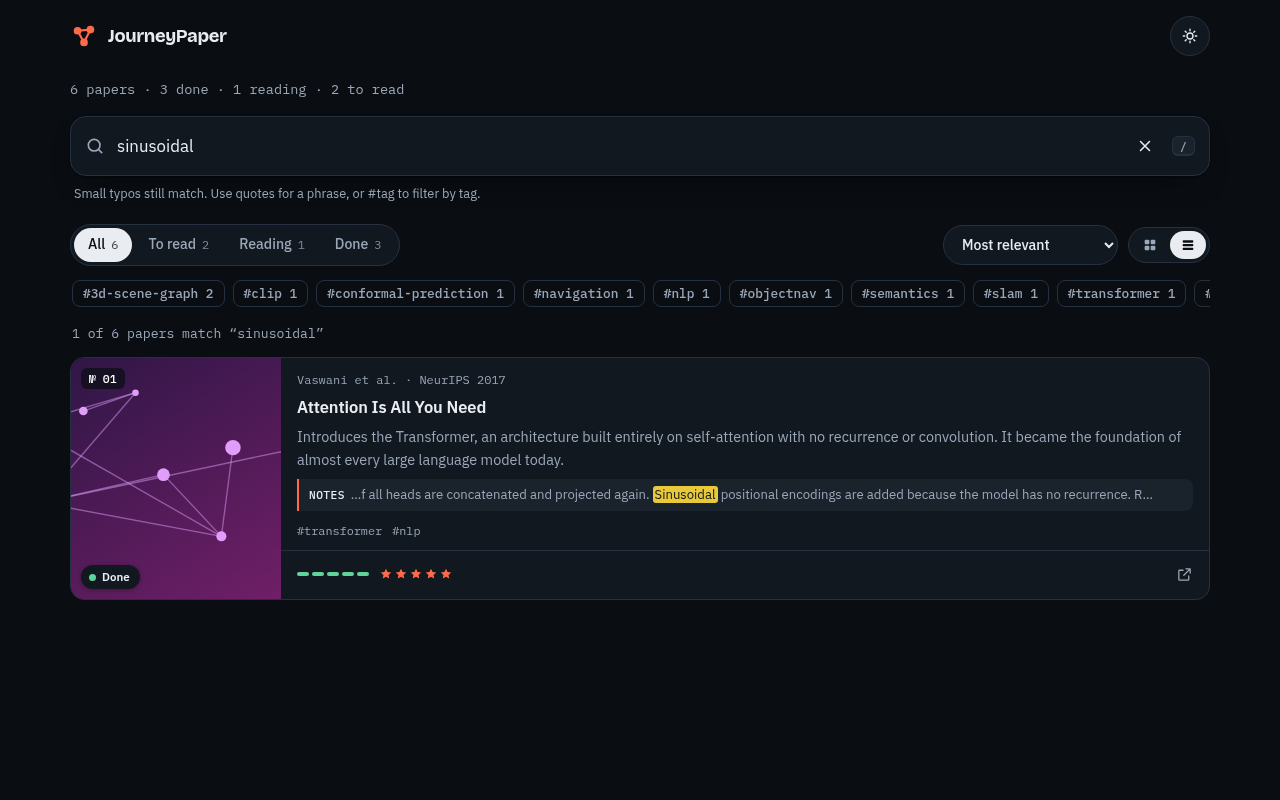 JourneyPaper
6 papers · 3 done · 1 reading · 2 to read
sinusoidal
/
Small typos still match. Use quotes for a phrase, or #tag to filter by tag.
All 6 To read 2 Reading 1 Done 3
Most relevant
#3d-scene-graph 2 #clip 1 #conformal-prediction 1 #navigation 1 #nlp 1 #objectnav 1 #semantics 1 #slam 1 #transformer 1 #
1 of 6 papers match “sinusoidal”
№ 01
Vaswani et al. · NeurIPS 2017
Attention Is All You Need
Introduces the Transformer, an architecture built entirely on self-attention with no recurrence or convolution. It became the foundation of
almost every large language model today.
NOTES …f all heads are concatenated and projected again. Sinusoidal positional encodings are added because the model has no recurrence. R…
#transformer #nlp
Done